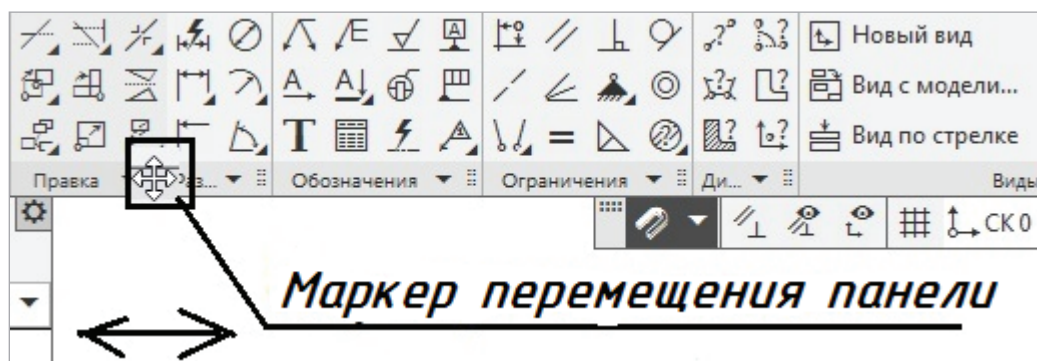 Новый вид
Вид с модели...
T
Вид по стрелке
Правка
Обозначения
Ограничения
Ди...
Виды
СК 0
Маркер перемещения панели